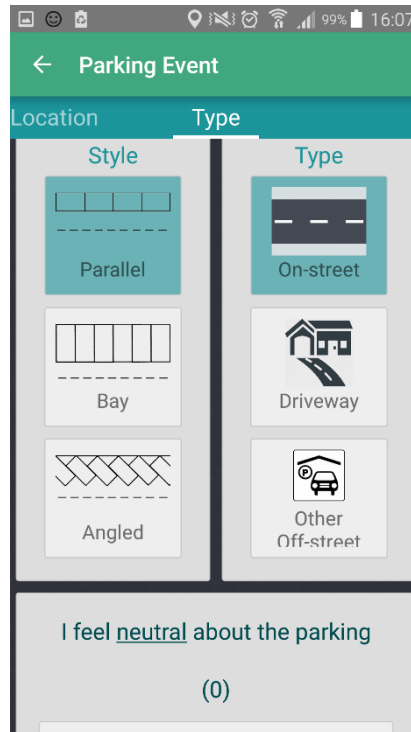 99% 16:07
Parking Event
Location Type
Style Type
Parallel On-street
Bay Driveway
Angled P
Other
Off-street
I feel neutral about the parking
(0)